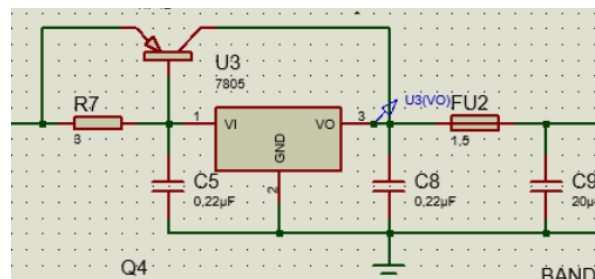 U3
7805
R7
3
1
VI
VO
3
GND
2
U3(VO)
FU2
1,5
C5
0,22µF
C8
0,22µF
C9
20µ
Q4
BAND